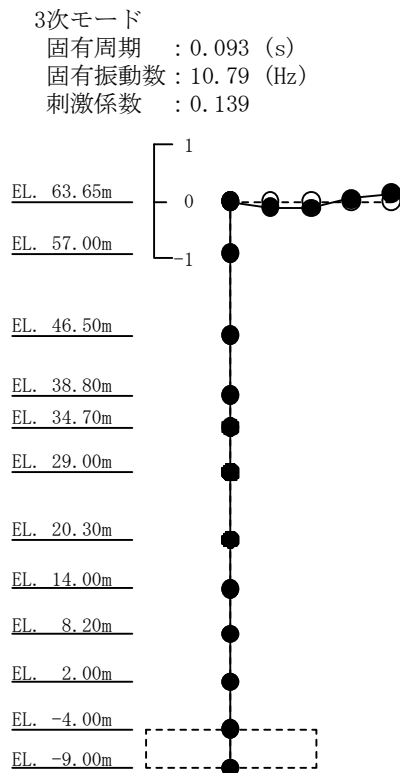 3次モード
固有周期　：0.093 (s)
固有振動数：10.79 (Hz)
刺激係数　：0.139
1
EL. 63.65m
0
EL. 57.00m
-1
EL. 46.50m
EL. 38.80m
EL. 34.70m
EL. 29.00m
EL. 20.30m
EL. 14.00m
EL. 8.20m
EL. 2.00m
EL. -4.00m
EL. -9.00m